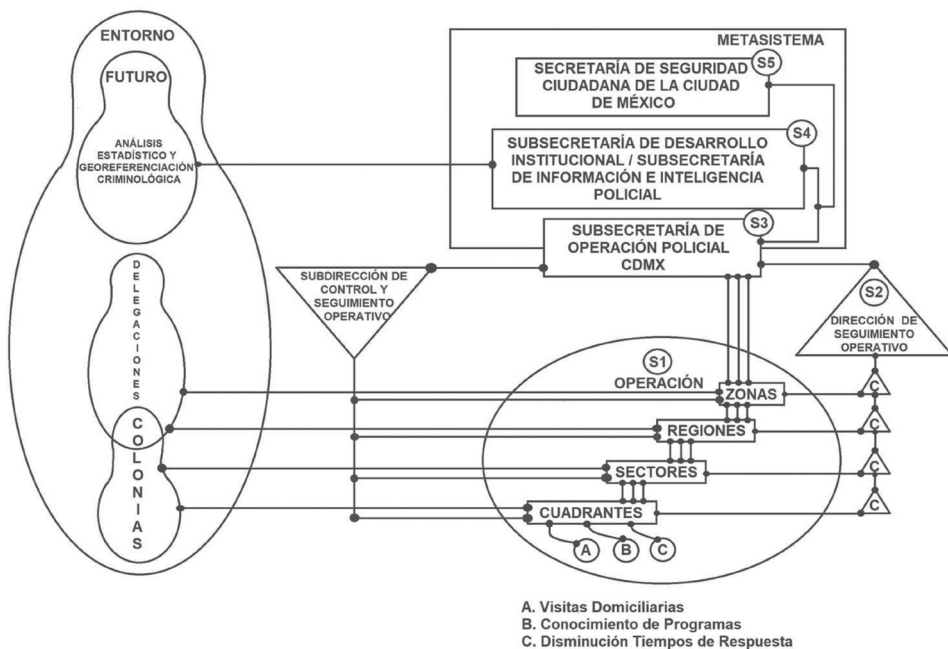 ENTORNO
FUTURO
ANÁLISIS
ESTADÍSTICO Y
GEOREFERENCIACIÓN
CRIMINOLÓGICA
DELEGACIONES
COLONIAS
METASISTEMA
S5
SECRETARÍA DE SEGURIDAD
CIUDADANA DE LA CIUDAD
DE MÉXICO
S4
SUBSECRETARÍA DE DESARROLLO
INSTITUCIONAL / SUBSECRETARÍA
DE INFORMACIÓN E INTELIGENCIA
POLICIAL
S3
SUBSECRETARÍA DE
OPERACIÓN POLICIAL
CDMX
SUBDIRECCIÓN DE
CONTROL Y
SEGUIMIENTO
OPERATIVO
S2
DIRECCIÓN DE
SEGUIMIENTO
OPERATIVO
S1
OPERACIÓN
ZONAS
C
REGIONES
C
SECTORES
C
CUADRANTES
C
A
B
C
A. Visitas Domiciliarias
B. Conocimiento de Programas
C. Disminución Tiempos de Respuesta